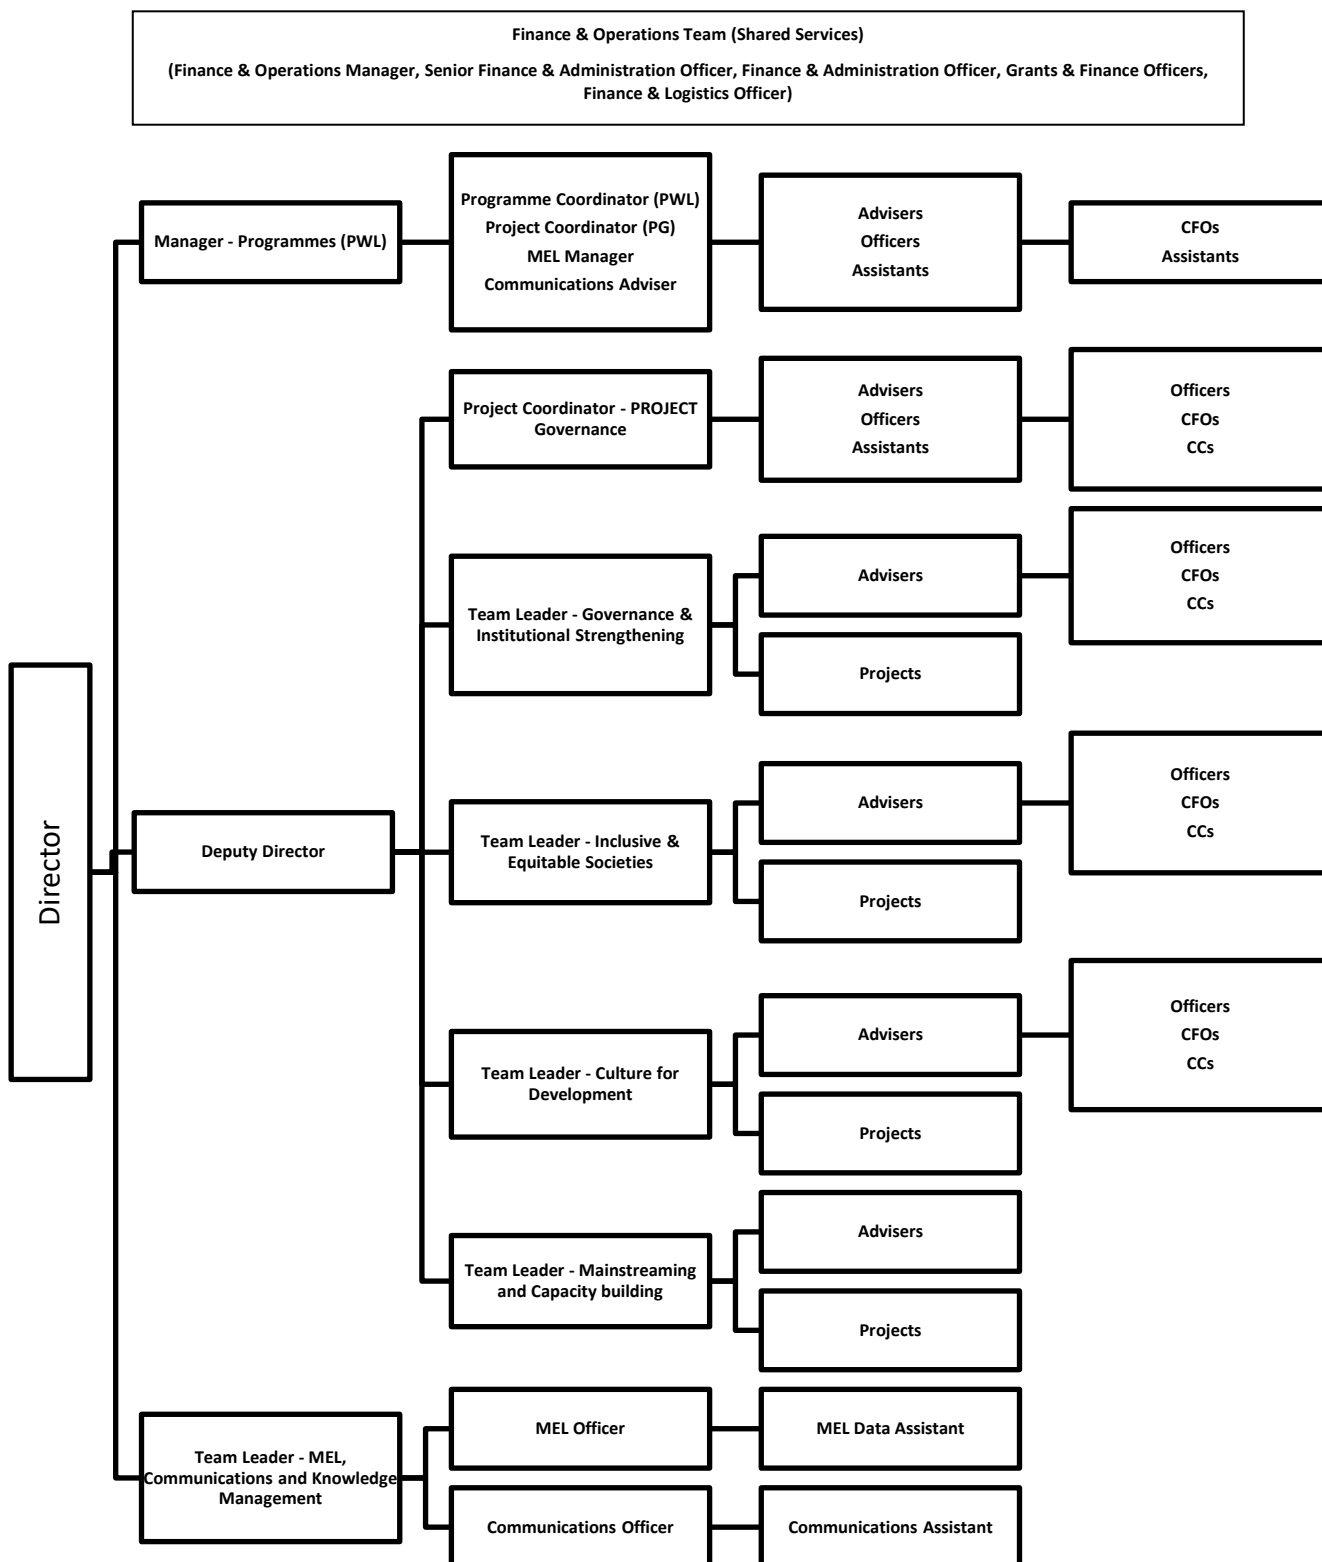 Finance & Operations Team (Shared Services)
(Finance & Operations Manager, Senior Finance & Administration Officer, Finance & Administration Officer, Grants & Finance Officers,
Finance & Logistics Officer)
Manager - Programmes (PWL)
Programme Coordinator (PWL)
Project Coordinator (PG)
MEL Manager
Communications Adviser
Advisers
Officers
Assistants
CFOs
Assistants
Project Coordinator - PROJECT
Governance
Advisers
Officers
Assistants
Officers
CFOs
CCs
Team Leader - Governance &
Institutional Strengthening
Advisers
Officers
CFOs
CCs
Projects
Director
Deputy Director
Team Leader - Inclusive &
Equitable Societies
Advisers
Officers
CFOs
CCs
Projects
Team Leader - Culture for
Development
Advisers
Officers
CFOs
CCs
Projects
Team Leader - Mainstreaming
and Capacity building
Advisers
Projects
Team Leader - MEL,
Communications and Knowledge
Management
MEL Officer
MEL Data Assistant
Communications Officer
Communications Assistant